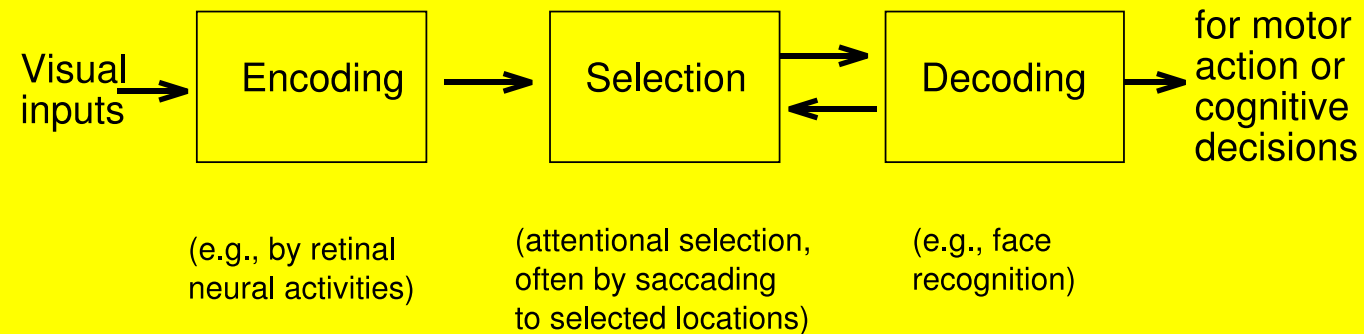 Visual
inputs
Encoding
Selection
Decoding
for motor
action or
cognitive
decisions
(e.g., by retinal
neural activities)
(attentional selection,
often by saccading
to selected locations)
(e.g., face
recognition)